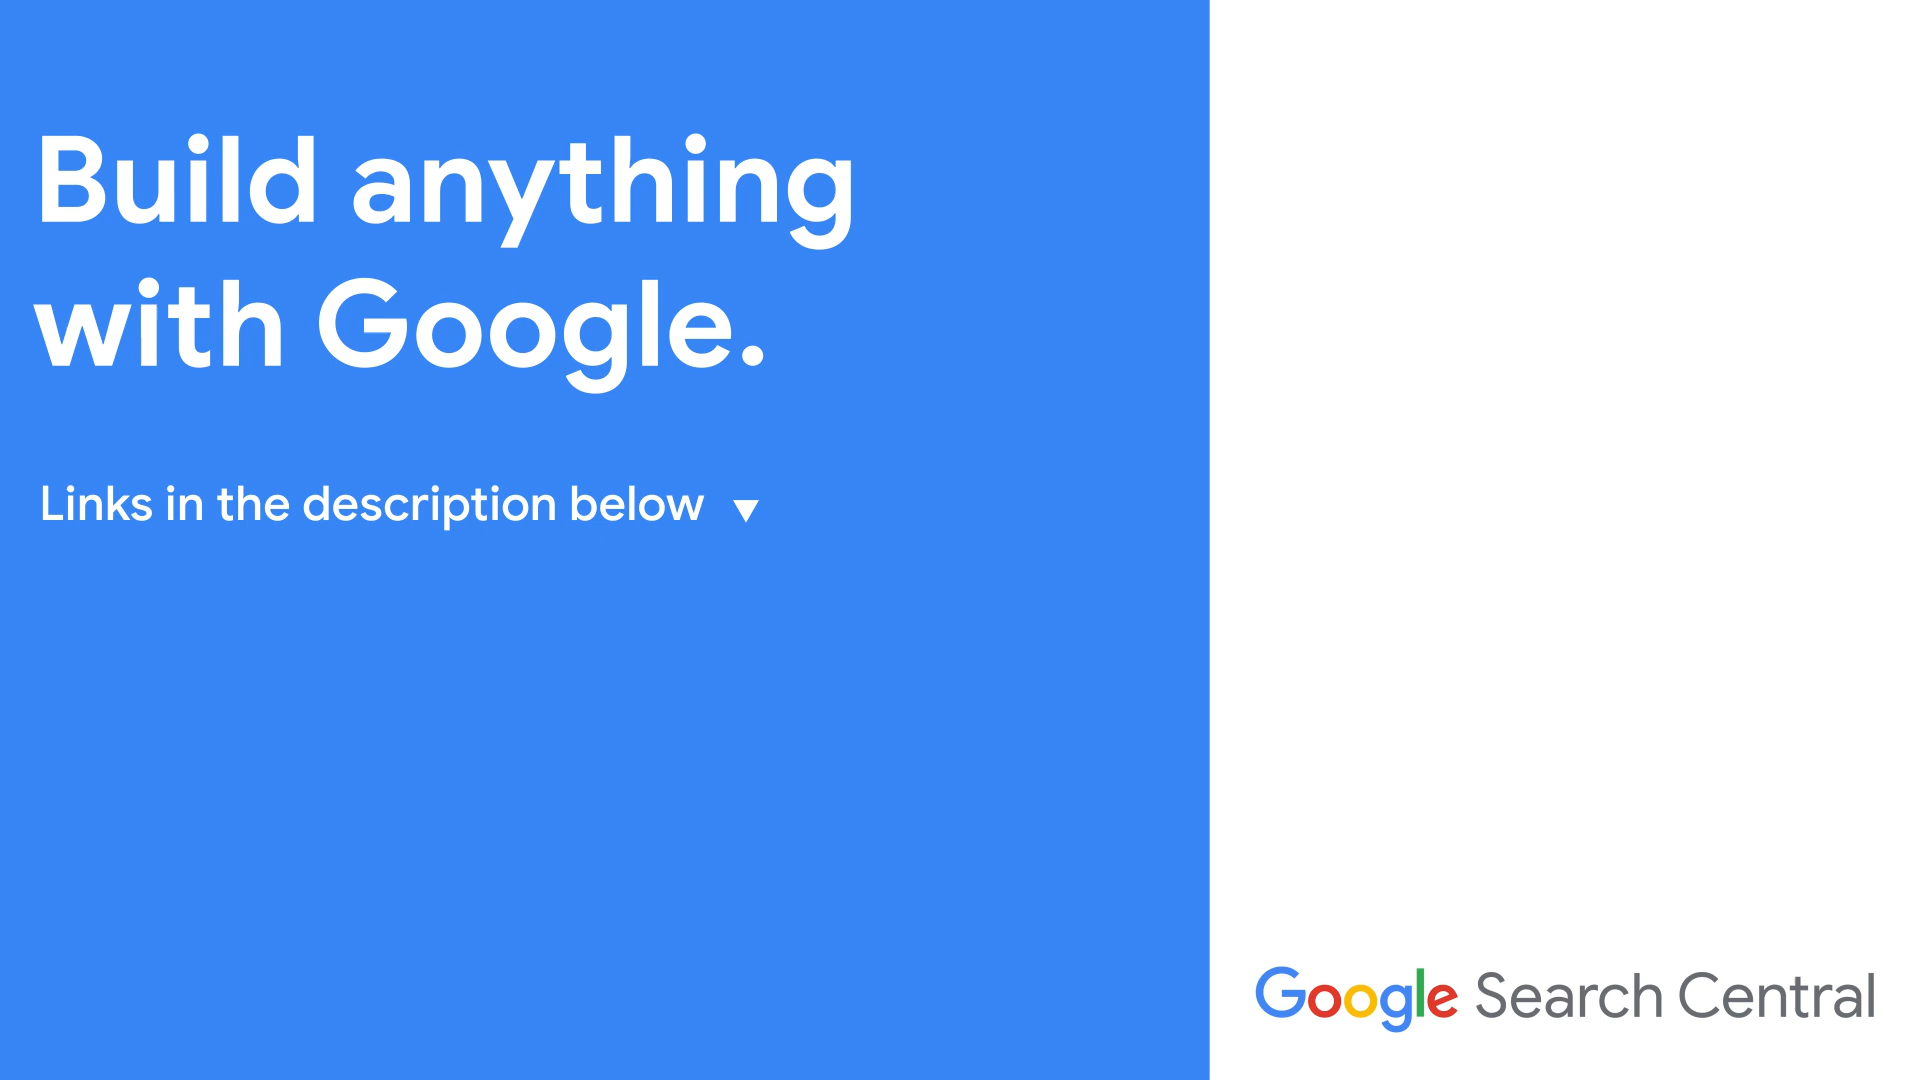 Build anything
with Google.
Links in the description below ▼
Google Search Central